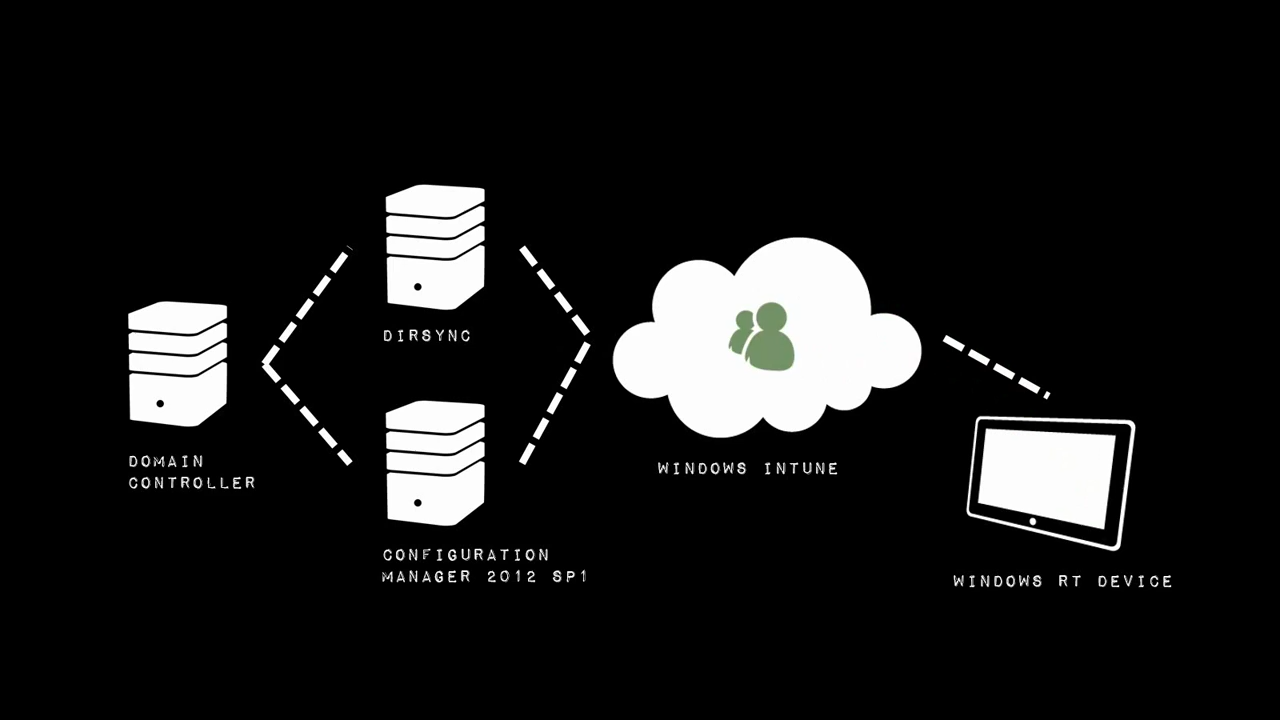 DIRSYNC
DOMAIN
CONTROLLER
WINDOWS INTUNE
CONFIGURATION
MANAGER 2012 SP1
WINDOWS RT DEVICE